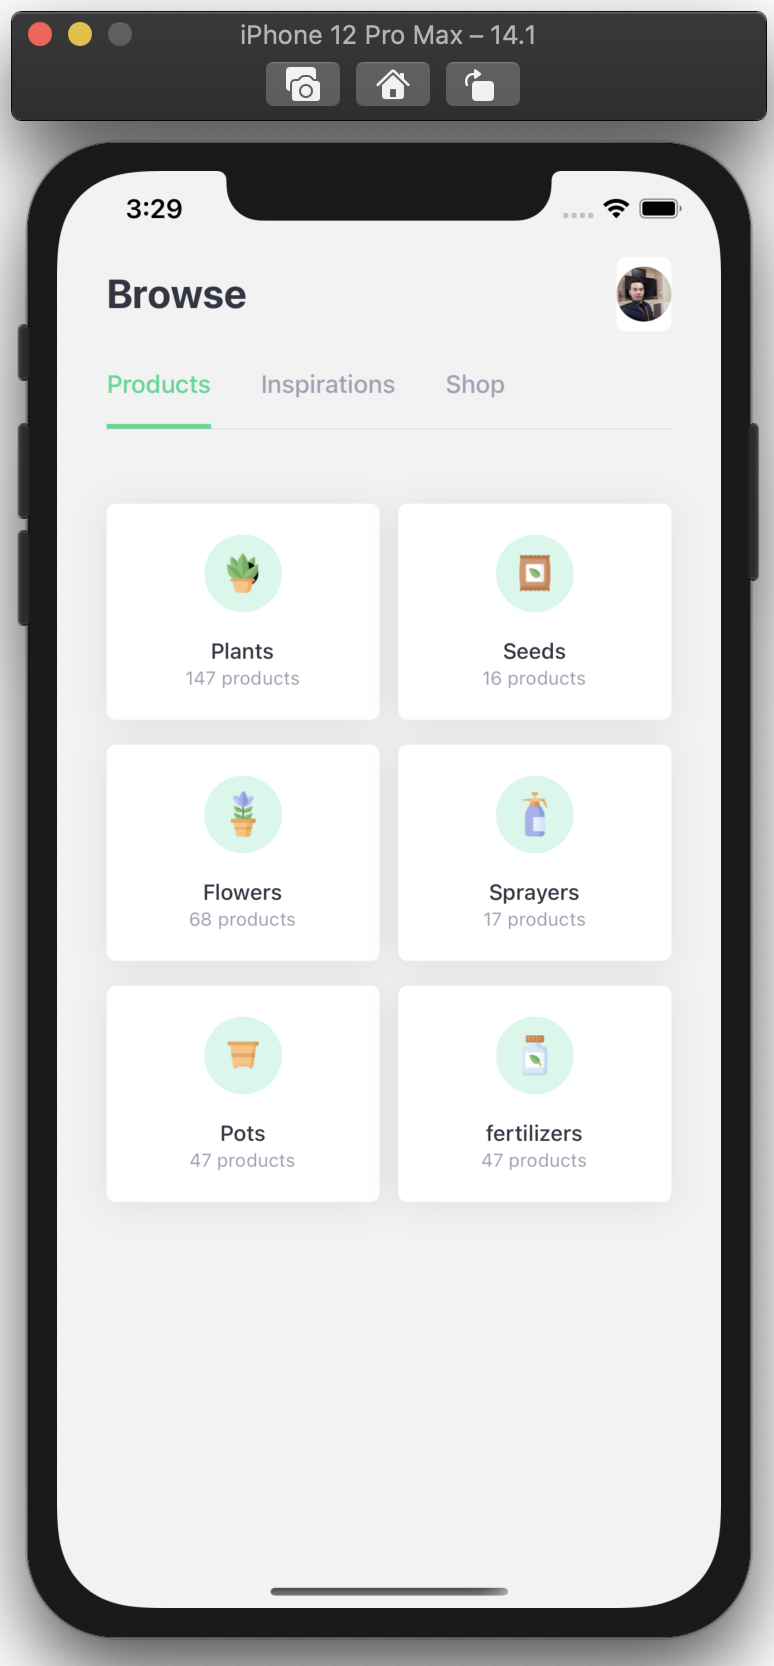 iPhone 12 Pro Max – 14.1
3:29
Browse
Products Inspirations Shop
Plants Seeds
147 products 16 products
Flowers Sprayers
68 products 17 products
Pots fertilizers
47 products 47 products